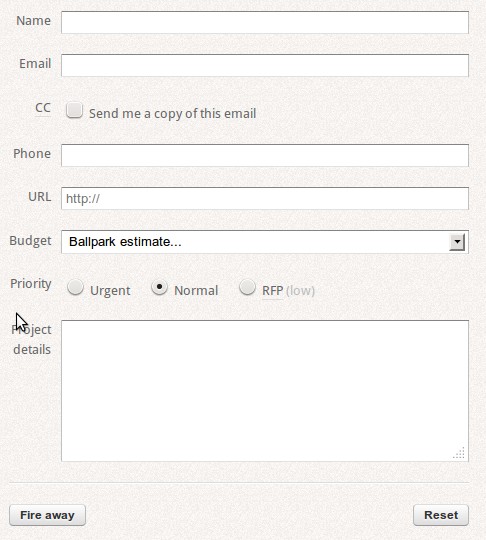 Name
Email
CC Send me a copy of this email
Phone
URL http://
Budget Ballpark estimate...
Priority Urgent Normal RFP (low)
Project
details
Fire away Reset